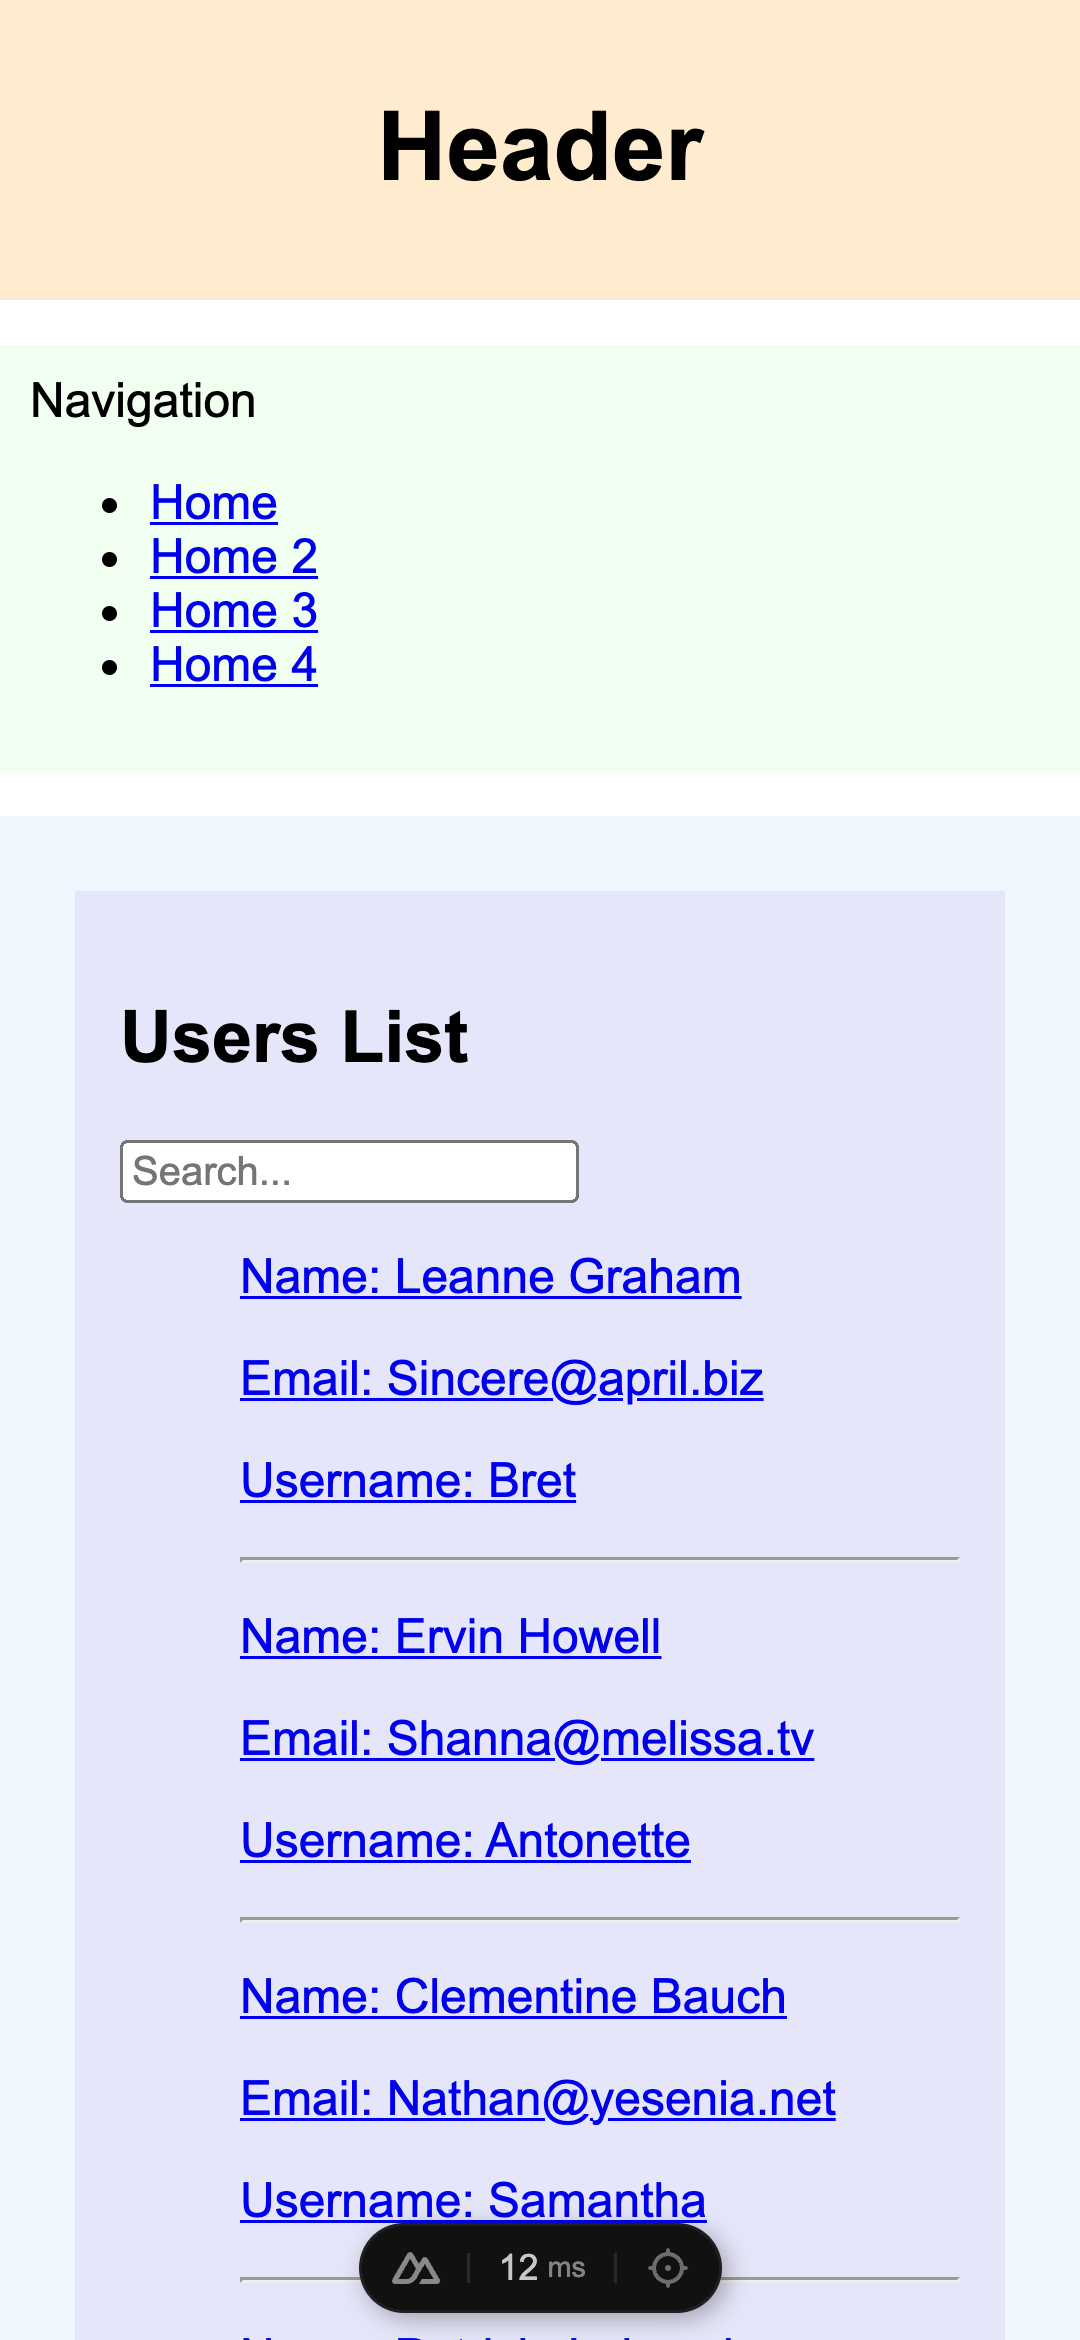 Header
Navigation
Home
Home 2
Home 3
Home 4
Users List
Search...
Name: Leanne Graham
Email: Sincere@april.biz
Username: Bret
Name: Ervin Howell
Email: Shanna@melissa.tv
Username: Antonette
Name: Clementine Bauch
Email: Nathan@yesenia.net
Username: Samantha
12 ms